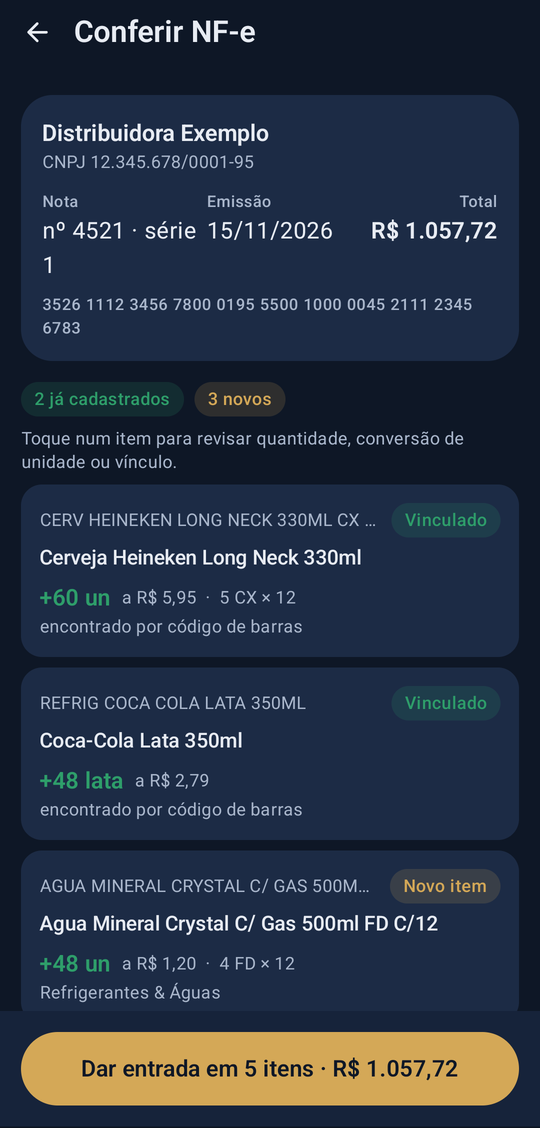 Conferir NF-e
Distribuidora Exemplo
CNPJ 12.345.678/0001-95
Nota Emissão Total
nº 4521 · série 1 15/11/2026 R$ 1.057,72
3526 1112 3456 7800 0195 5500 1000 0045 2111 2345
6783
2 já cadastrados 3 novos
Toque num item para revisar quantidade, conversão de
unidade ou vínculo.
CERV HEINEKEN LONG NECK 330ML CX ... Vinculado
Cerveja Heineken Long Neck 330ml
+60 un a R$ 5,95 · 5 CX × 12
encontrado por código de barras
REFRIG COCA COLA LATA 350ML Vinculado
Coca-Cola Lata 350ml
+48 lata a R$ 2,79
encontrado por código de barras
AGUA MINERAL CRYSTAL C/ GAS 500M... Novo item
Agua Mineral Crystal C/ Gas 500ml FD C/12
+48 un a R$ 1,20 · 4 FD × 12
Refrigerantes & Águas
Dar entrada em 5 itens · R$ 1.057,72